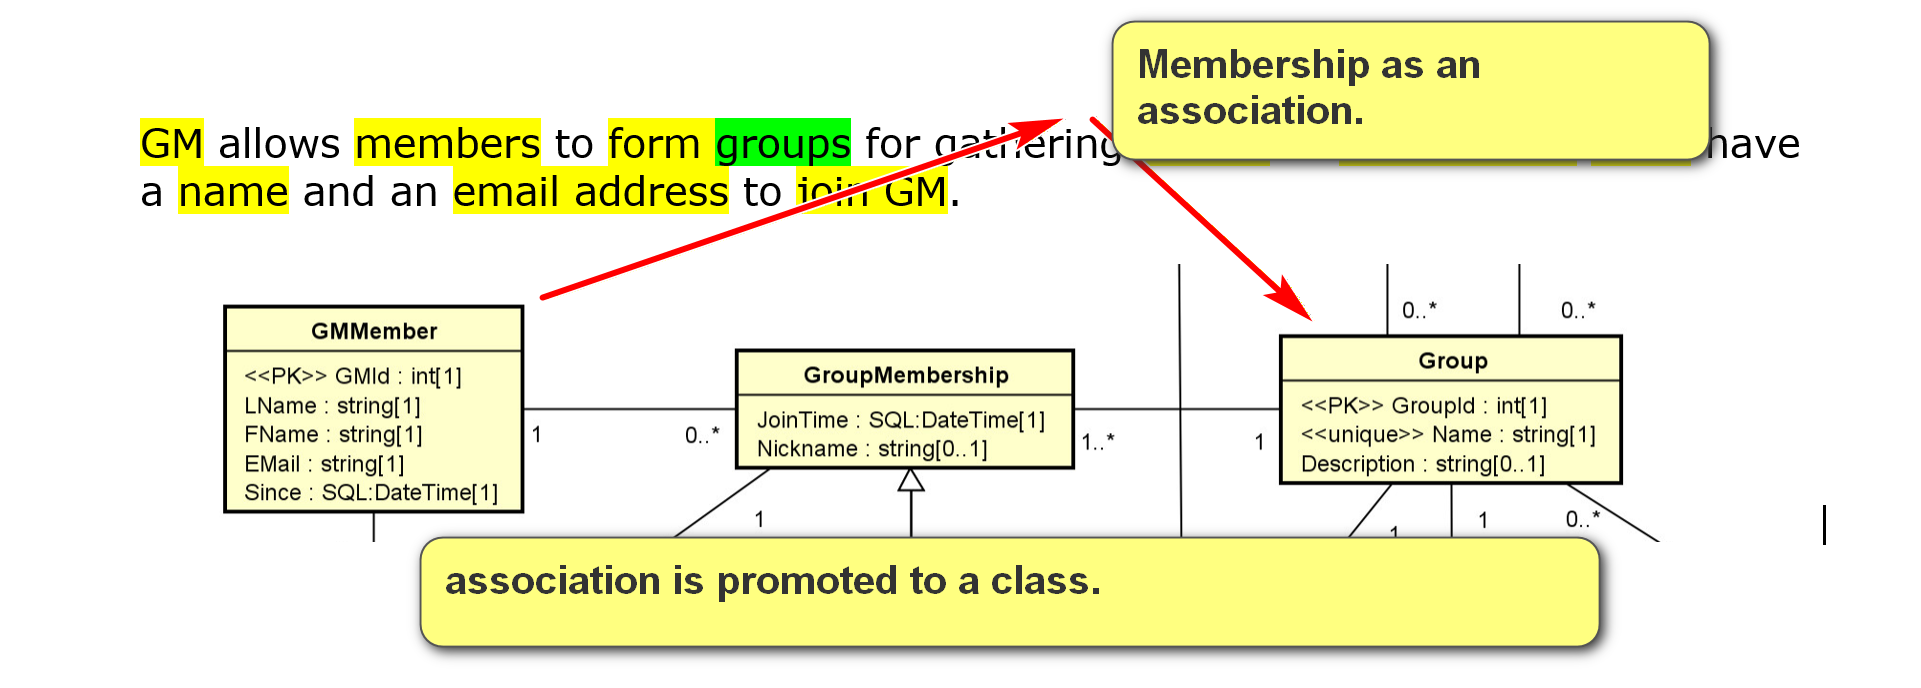 Membership as an
association.
GM allows members to form groups for gathering have
a name and an email address to join GM.
0..*
0..*
GMMember
<<PK>> GMId : int[1]
LName : string[1]
FName : string[1]
EMail : string[1]
Since : SQL:DateTime[1]
1
0..*
GroupMembership
JoinTime : SQL:DateTime[1]
Nickname : string[0..1]
1..*
1
Group
<<PK>> GroupId : int[1]
<<unique>> Name : string[1]
Description : string[0..1]
1
1
1
0..*
association is promoted to a class.